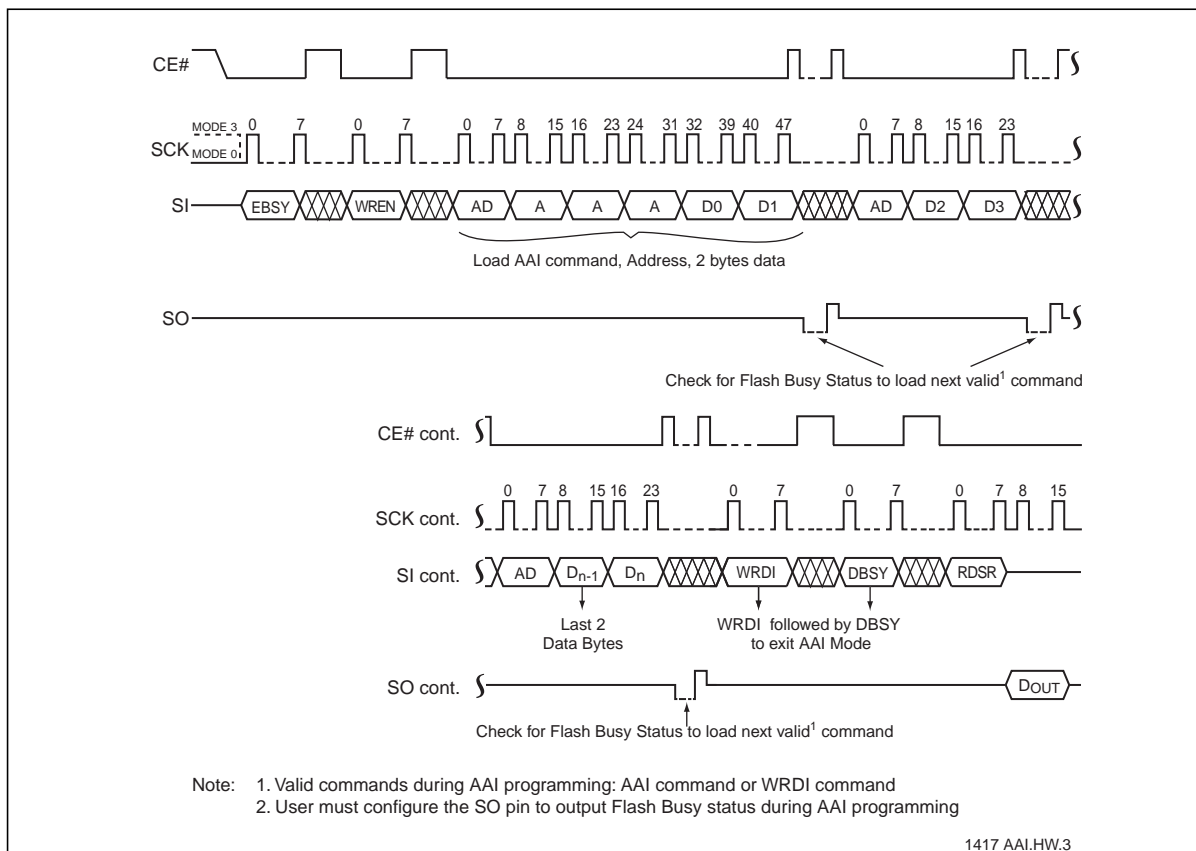 CE#
MODE 3
MODE 0
SCK
0 7 0 7 0 7 8 15 16 23 24 31 32 39 40 47 0 7 8 15 16 23
SI
EBSY WREN AD A A A D0 D1 AD D2 D3
Load AAI command, Address, 2 bytes data
SO
Check for Flash Busy Status to load next valid1 command
CE# cont.
SCK cont.
0 7 8 15 16 23 0 7 0 7 0 7 8 15
SI cont.
AD Dn-1 Dn WRDI DBSY RDSR
Last 2
Data Bytes
WRDI followed by DBSY
to exit AAI Mode
SO cont.
DOUT
Check for Flash Busy Status to load next valid1 command
Note: 1. Valid commands during AAI programming: AAI command or WRDI command
2. User must configure the SO pin to output Flash Busy status during AAI programming
1417 AAI.HW.3